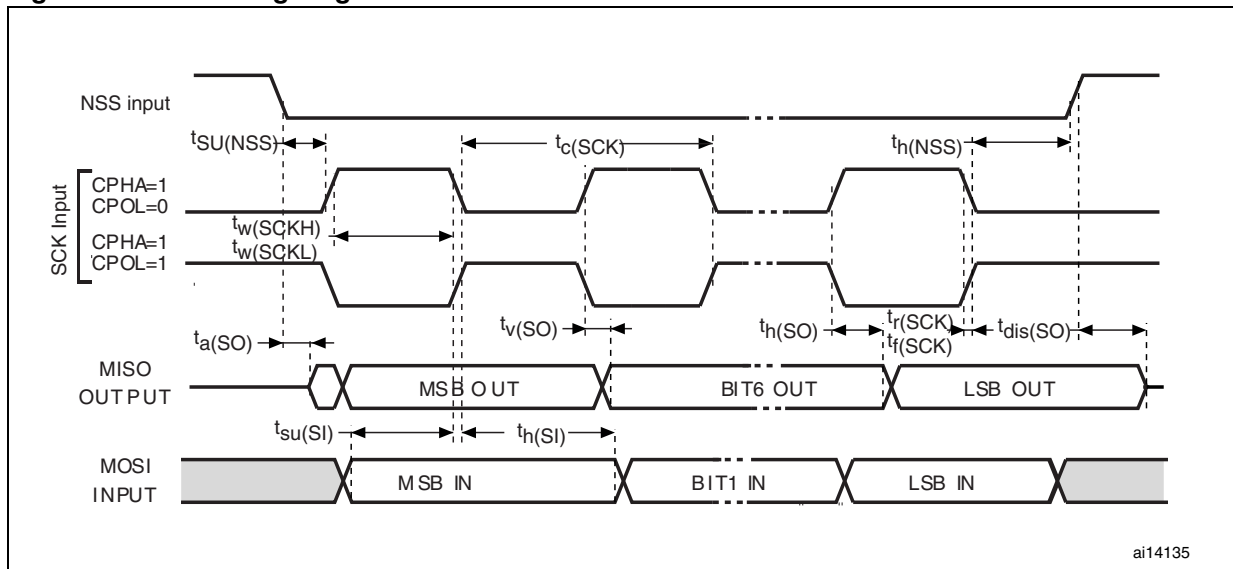 NSS input
tSU(NSS)
tc(SCK)
th(NSS)
SCK Input
CPHA=1
CPOL=0
tw(SCKH)
tw(SCKL)
CPHA=1
CPOL=1
ta(SO)
tv(SO)
th(SO)
tr(SCK)
tf(SCK)
tdis(SO)
MISO
OUTPUT
MSB OUT
BIT6 OUT
LSB OUT
tsu(SI)
th(SI)
MOSI
INPUT
MSB IN
BIT1 IN
LSB IN
ai14135